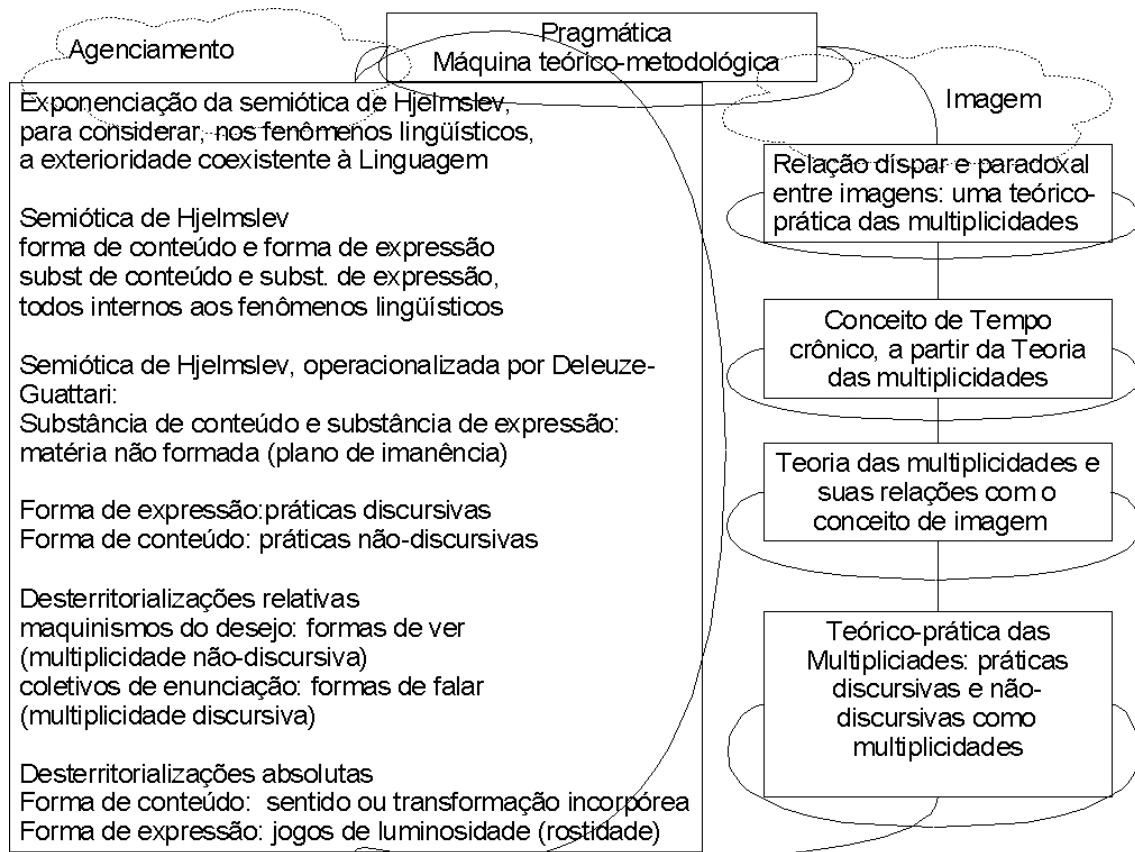 Pragmática
Máquina teórico-metodológica
Agenciamento
Exponenciação da semiótica de Hjelmslev,
para considerar, nos fenômenos lingüísticos,
a exterioridade coexistente à Linguagem
Semiótica de Hjelmslev
forma de conteúdo e forma de expressão
subst de conteúdo e subst. de expressão,
todos internos aos fenômenos lingüísticos
Semiótica de Hjelmslev, operacionalizada por Deleuze-
Guattari:
Substância de conteúdo e substância de expressão:
matéria não formada (plano de imanência)
Forma de expressão:práticas discursivas
Forma de conteúdo: práticas não-discursivas
Desterritorializações relativas
maquinismos do desejo: formas de ver
(multiplicidade não-discursiva)
coletivos de enunciação: formas de falar
(multiplicidade discursiva)
Desterritorializações absolutas
Forma de conteúdo:  sentido ou transformação incorpórea
Forma de expressão: jogos de luminosidade (rostidade)
Imagem
Relação díspar e paradoxal
entre imagens: uma teórico-
prática das multiplicidades
Conceito de Tempo
crônico, a partir da Teoria
das multiplicidades
Teoria das multiplicidades e
suas relações com o
conceito de imagem
Teórico-prática das
Multipliciades: práticas
discursivas e não-
discursivas como
multiplicidades